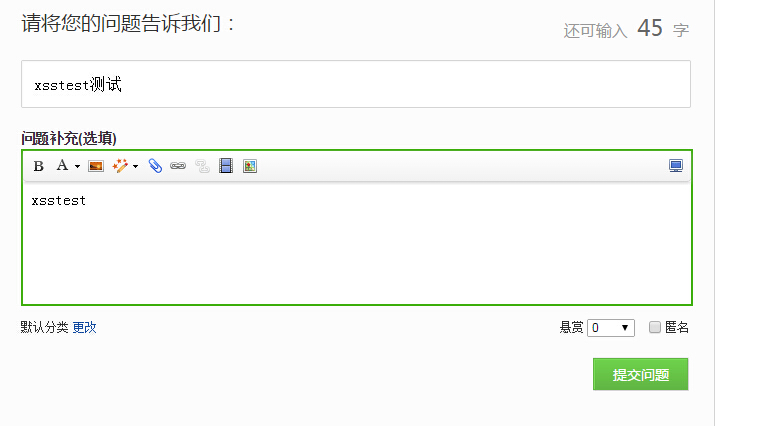 请将您的问题告诉我们：
还可输入 45 字
xsstest测试
问题补充(选填)
B A
xsstest
默认分类 更改
悬赏 0 匿名
提交问题